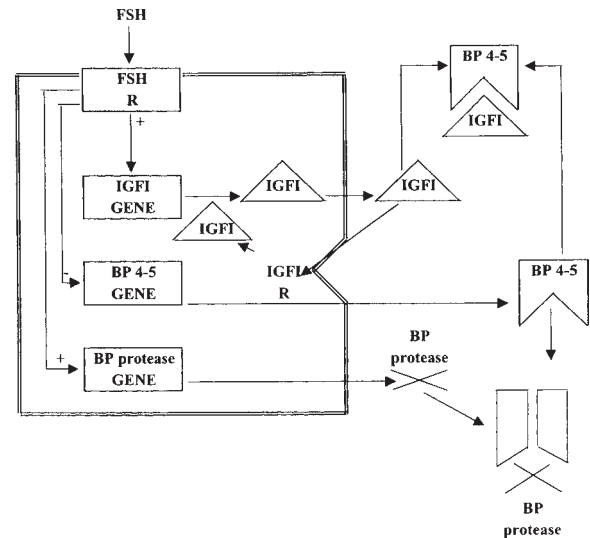 FSH
FSH
R
+
IGFI
GENE
IGFI
IGFI
IGFI
BP 4-5
IGFI
IGFI
R
-
BP 4-5
GENE
BP 4-5
+
BP protease
GENE
BP
protease
BP
protease